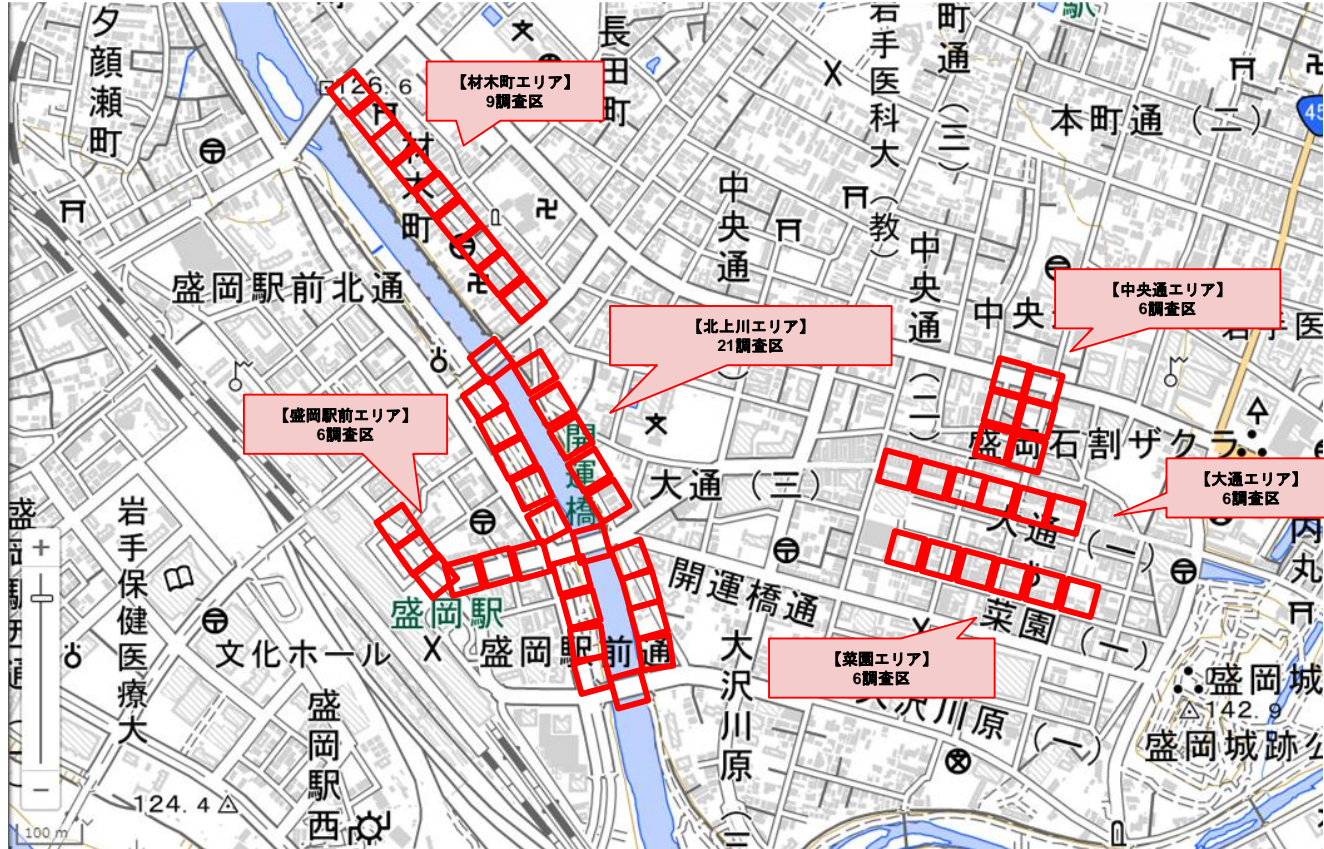 夕顔瀬町
126.6
材木町
【材木町エリア】
9調査区
長田町
岩手医科大(教)
町通(三)
駅
本町通(二)
45
中央通
中央通(二)
盛岡駅前北通
【北上川エリア】
21調査区
【中央通エリア】
6調査区
中央
岩手医
【盛岡駅前エリア】
6調査区
開運橋
大通(三)
盛岡石割ザクラ
【大通エリア】
6調査区
大通(一)
内丸
岩手保健医療大
盛岡駅
盛岡駅前通
開運橋通
菜園(一)
【菜園エリア】
6調査区
文化ホール
大沢川原(一)
盛岡城
142.9
盛岡城跡公
盛岡駅西
124.4
100 m